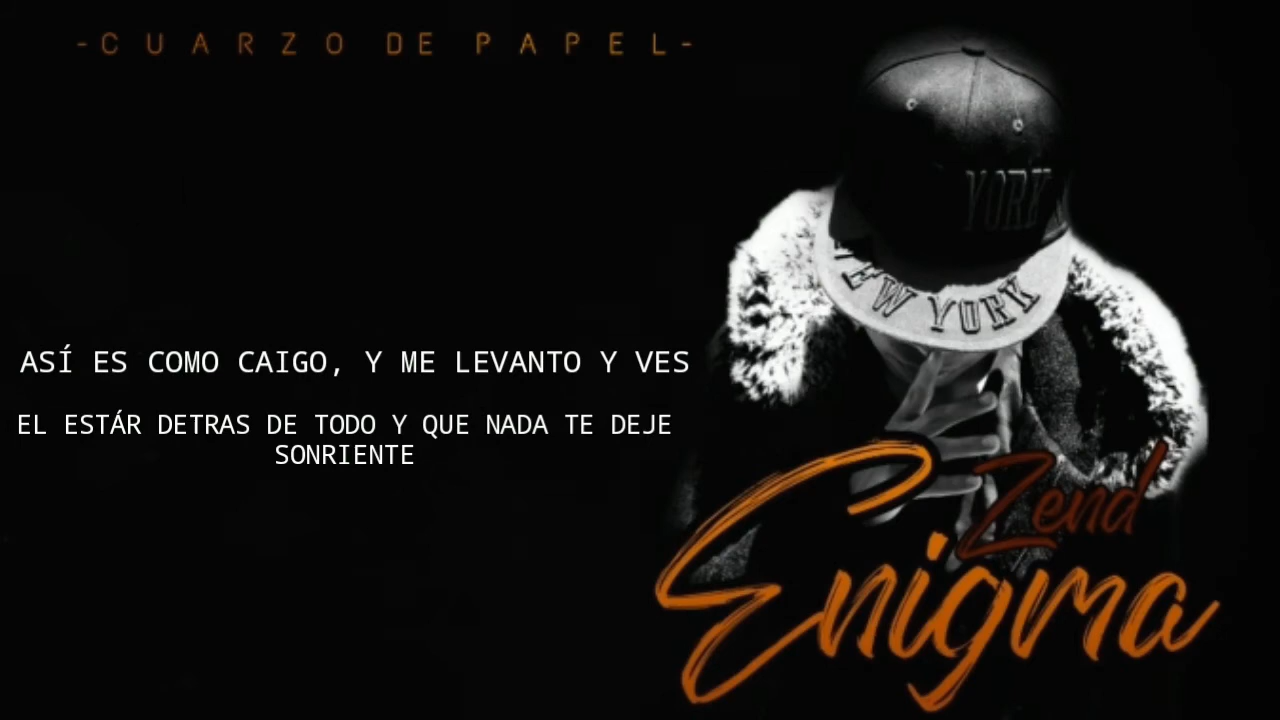 -CUARZO DE PAPEL-
YORK
NEW YORK
ASÍ ES COMO CAIGO, Y ME LEVANTO Y VES
EL ESTÁR DETRAS DE TODO Y QUE NADA TE DEJE
SONRIENTE
Zend
Enigma